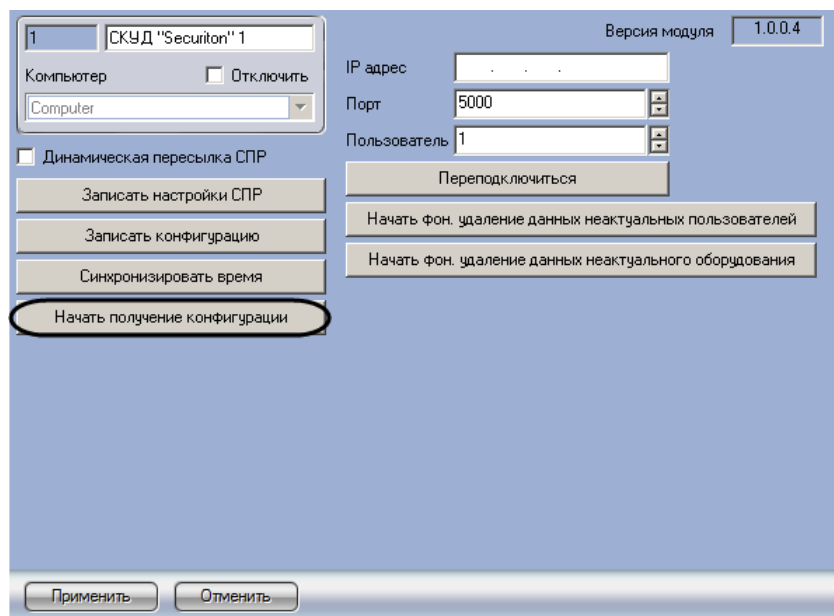 1 СКУД "Securiton" 1
Версия модуля 1.0.0.4
Компьютер Отключить
Computer
IP адрес . . .
Порт 5000
Пользователь 1
Динамическая пересылка СПР
Переподключиться
Записать настройки СПР
Начать фон. удаление данных неактуальных пользователей
Записать конфигурацию
Начать фон. удаление данных неактуального оборудования
Синхронизировать время
Начать получение конфигурации
Применить Отменить